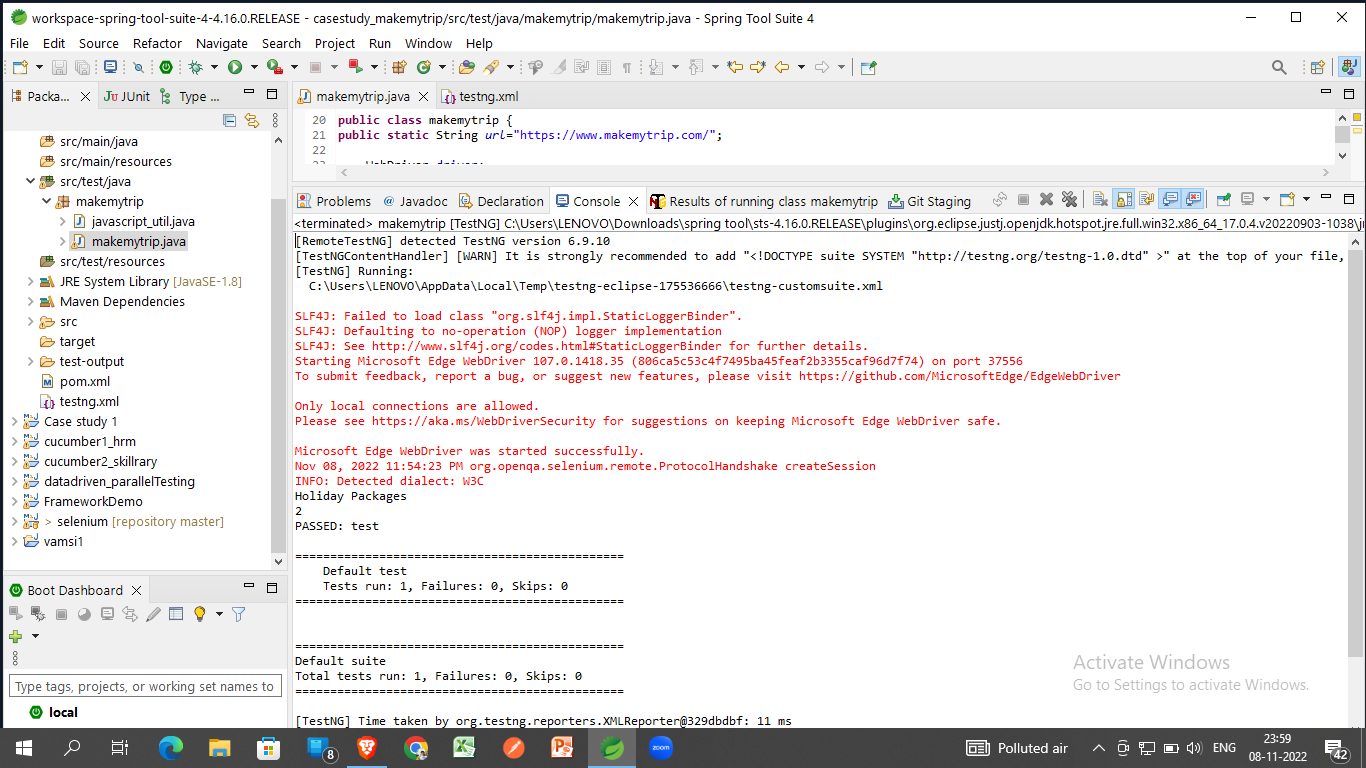 workspace-spring-tool-suite-4-4.16.0.RELEASE - casestudy_makemytrip/src/test/java/makemytrip/makemytrip.java - Spring Tool Suite 4
File Edit Source Refactor Navigate Search Project Run Window Help
Packa... JUnit Type ...
src/main/java
src/main/resources
src/test/java
makemytrip
javascript_util.java
makemytrip.java
src/test/resources
JRE System Library [JavaSE-1.8]
Maven Dependencies
src
target
test-output
pom.xml
testng.xml
Case study 1
cucumber1_hrm
cucumber2_skillrary
datadriven_parallelTesting
FrameworkDemo
> selenium [repository master]
vamsi1
Boot Dashboard
Type tags, projects, or working set names to
local
makemytrip.java testng.xml
20 public class makemytrip {
21 public static String url="https://www.makemytrip.com/";
22
23 WebDriver driver;
Problems @ Javadoc Declaration Console Results of running class makemytrip Git Staging
<terminated> makemytrip [TestNG] C:\Users\LENOVO\Downloads\spring tool\sts-4.16.0.RELEASE\plugins\org.eclipse.justj.openjdk.hotspot.jre.full.win32.x86_64_17.0.4.v20220903-1038\jr
[RemoteTestNG] detected TestNG version 6.9.10
[TestNGContentHandler] [WARN] It is strongly recommended to add "<!DOCTYPE suite SYSTEM "http://testng.org/testng-1.0.dtd" >" at the top of your file,
[TestNG] Running:
C:\Users\LENOVO\AppData\Local\Temp\testng-eclipse-175536666\testng-customsuite.xml
SLF4J: Failed to load class "org.slf4j.impl.StaticLoggerBinder".
SLF4J: Defaulting to no-operation (NOP) logger implementation
SLF4J: See http://www.slf4j.org/codes.html#StaticLoggerBinder for further details.
Starting Microsoft Edge WebDriver 107.0.1418.35 (806ca5c53c4f7495ba45feaf2b3355caf96d7f74) on port 37556
To submit feedback, report a bug, or suggest new features, please visit https://github.com/MicrosoftEdge/EdgeWebDriver
Only local connections are allowed.
Please see https://aka.ms/WebDriverSecurity for suggestions on keeping Microsoft Edge WebDriver safe.
Microsoft Edge WebDriver was started successfully.
Nov 08, 2022 11:54:23 PM org.openqa.selenium.remote.ProtocolHandshake createSession
INFO: Detected dialect: W3C
Holiday Packages
2
PASSED: test
===============================================
Default test
Tests run: 1, Failures: 0, Skips: 0
===============================================
===============================================
Default suite
Total tests run: 1, Failures: 0, Skips: 0
===============================================
[TestNG] Time taken by org.testng.reporters.XMLReporter@329dbdbf: 11 ms
Activate Windows
Go to Settings to activate Windows.
8
zoom
Polluted air
ENG
23:59
08-11-2022
42